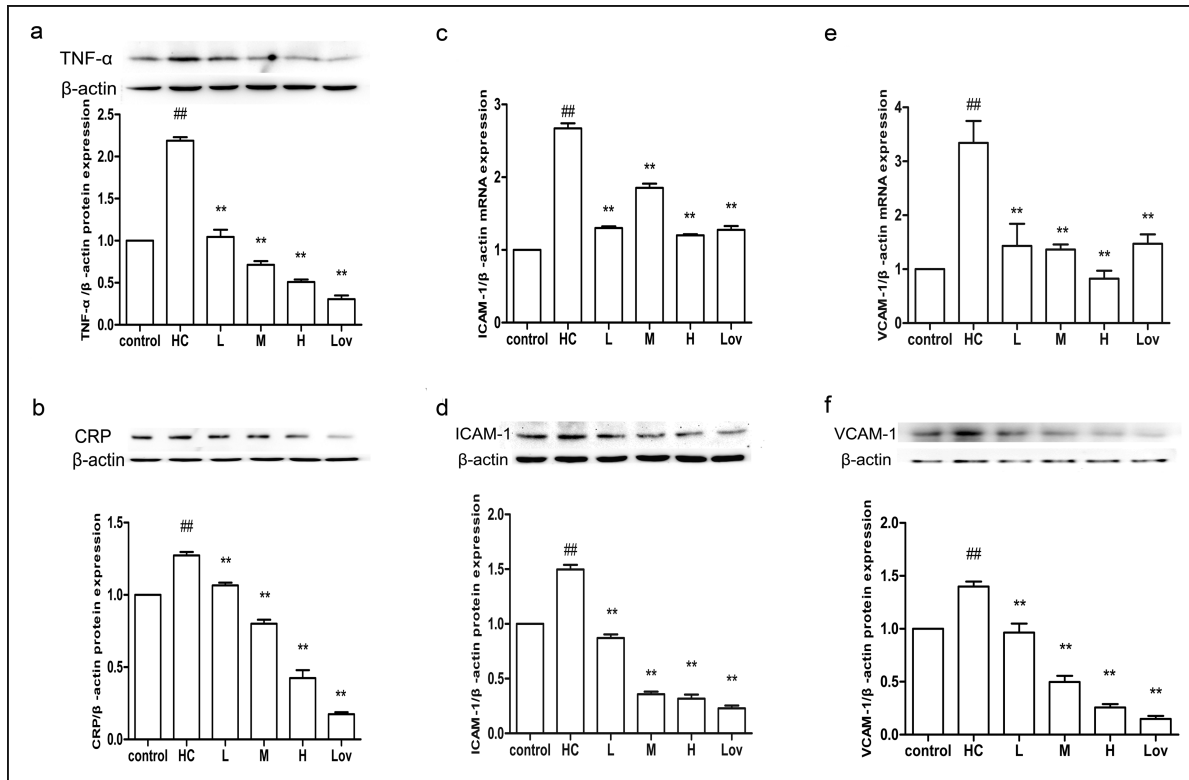 a
TNF-α
β-actin
TNF-α/β -actin protein expression
2.5
2.0
1.5
1.0
0.5
0.0
##
**
**
**
**
control HC L M H Lov
c
ICAM-1/β -actin mRNA expression
3
2
1
0
##
**
**
**
**
control HC L M H Lov
e
VCAM-1/β -actin mRNA expression
4
3
2
1
0
##
**
**
**
**
control HC L M H Lov
b
CRP
β-actin
CRP/β -actin protein expression
1.5
1.0
0.5
0.0
##
**
**
**
**
control HC L M H Lov
d
ICAM-1
β-actin
ICAM-1/β -actin protein expression
2.0
1.5
1.0
0.5
0.0
##
**
**
**
**
control HC L M H Lov
f
VCAM-1
β-actin
VCAM-1/β -actin protein expression
2.0
1.5
1.0
0.5
0.0
##
**
**
**
**
control HC L M H Lov